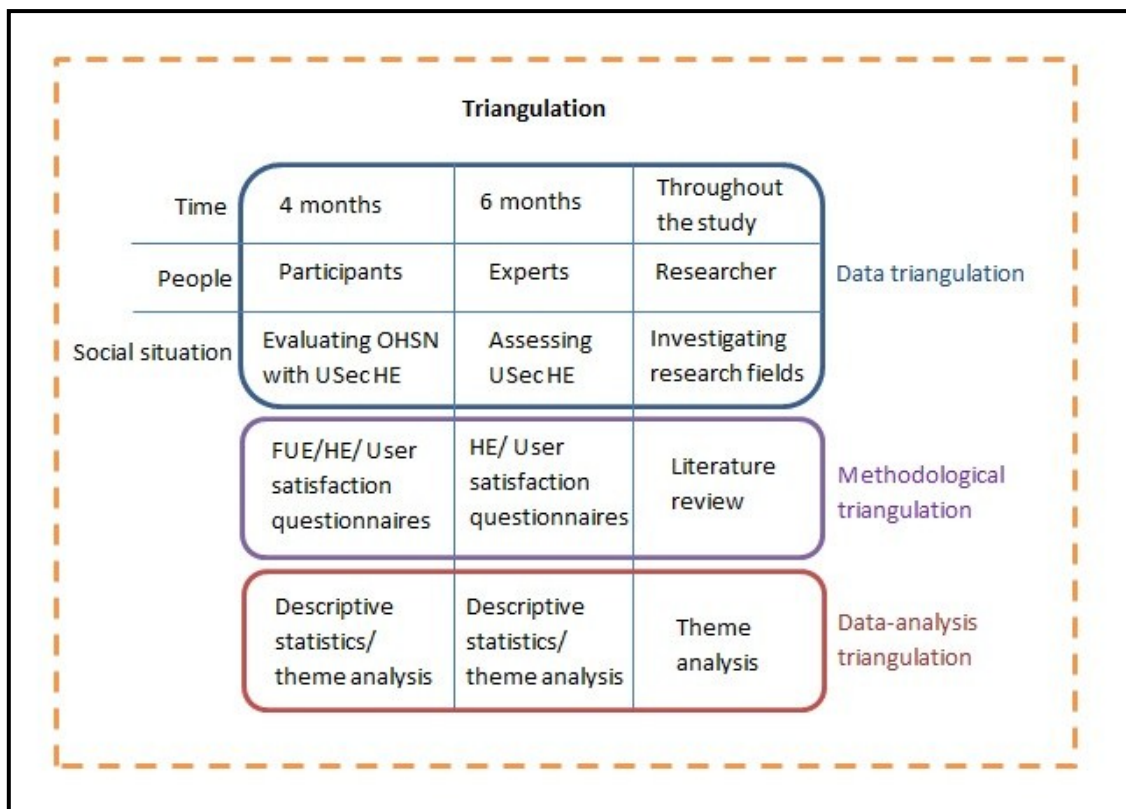 Triangulation
Time
4 months
6 months
Throughout
the study
People
Participants
Experts
Researcher
Data triangulation
Social situation
Evaluating OHSN
with USec HE
Assessing
USec HE
Investigating
research fields
FUE/HE/ User
satisfaction
questionnaires
HE/ User
satisfaction
questionnaires
Literature
review
Methodological
triangulation
Descriptive
statistics/
theme analysis
Descriptive
statistics/
theme analysis
Theme
analysis
Data-analysis
triangulation